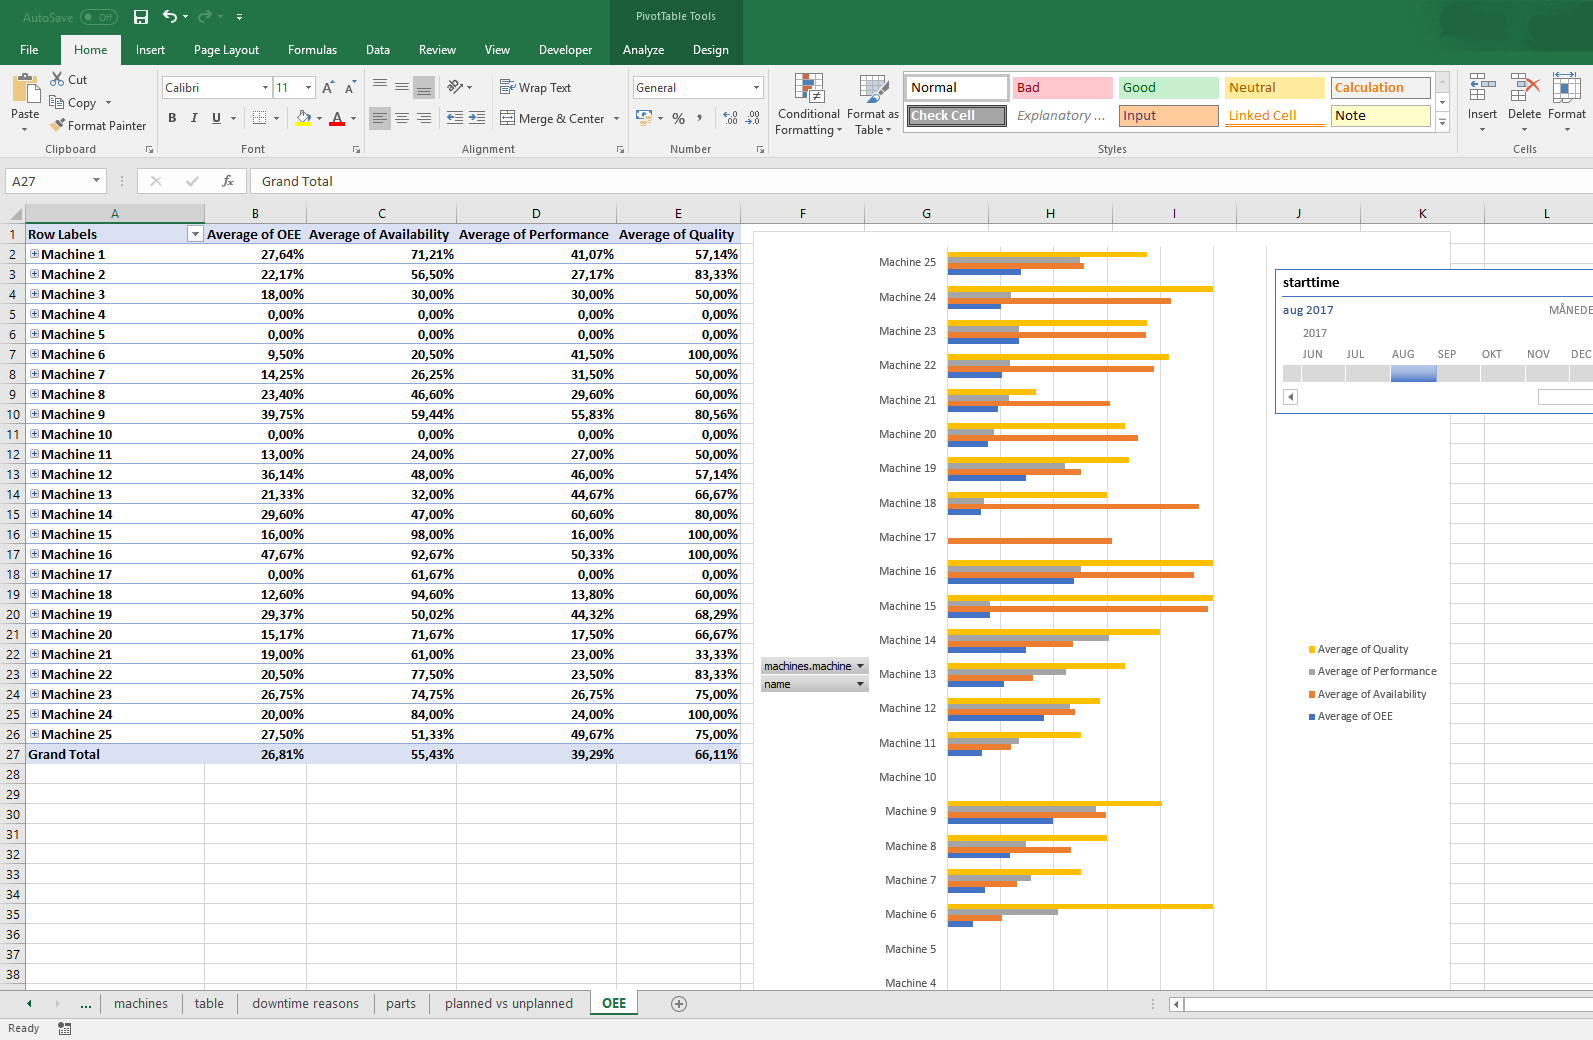 AutoSave Off
PivotTable Tools
File Home Insert Page Layout Formulas Data Review View Developer Analyze Design
Paste
Cut
Copy
Format Painter
Clipboard
Calibri 11
B I U
Font
Wrap Text
Merge & Center
Alignment
General
%
Number
Conditional Formatting
Format as Table
Normal Bad Good Neutral Calculation
Check Cell Explanatory ... Input Linked Cell Note
Styles
Insert Delete Format
Cells
A27 fx Grand Total
A B C D E F G H I J K L
1 Row Labels Average of OEE Average of Availability Average of Performance Average of Quality
2 Machine 1 27,64% 71,21% 41,07% 57,14%
3 Machine 2 22,17% 56,50% 27,17% 83,33%
4 Machine 3 18,00% 30,00% 30,00% 50,00%
5 Machine 4 0,00% 0,00% 0,00% 0,00%
6 Machine 5 0,00% 0,00% 0,00% 0,00%
7 Machine 6 9,50% 20,50% 41,50% 100,00%
8 Machine 7 14,25% 26,25% 31,50% 50,00%
9 Machine 8 23,40% 46,60% 29,60% 60,00%
10 Machine 9 39,75% 59,44% 55,83% 80,56%
11 Machine 10 0,00% 0,00% 0,00% 0,00%
12 Machine 11 13,00% 24,00% 27,00% 50,00%
13 Machine 12 36,14% 48,00% 46,00% 57,14%
14 Machine 13 21,33% 32,00% 44,67% 66,67%
15 Machine 14 29,60% 47,00% 60,60% 80,00%
16 Machine 15 16,00% 98,00% 16,00% 100,00%
17 Machine 16 47,67% 92,67% 50,33% 100,00%
18 Machine 17 0,00% 61,67% 0,00% 0,00%
19 Machine 18 12,60% 94,60% 13,80% 60,00%
20 Machine 19 29,37% 50,02% 44,32% 68,29%
21 Machine 20 15,17% 71,67% 17,50% 66,67%
22 Machine 21 19,00% 61,00% 23,00% 33,33%
23 Machine 22 20,50% 77,50% 23,50% 83,33%
24 Machine 23 26,75% 74,75% 26,75% 75,00%
25 Machine 24 20,00% 84,00% 24,00% 100,00%
26 Machine 25 27,50% 51,33% 49,67% 75,00%
27 Grand Total 26,81% 55,43% 39,29% 66,11%
28
29
30
31
32
33
34
35
36
37
38
machines.machine
name
Machine 25
Machine 24
Machine 23
Machine 22
Machine 21
Machine 20
Machine 19
Machine 18
Machine 17
Machine 16
Machine 15
Machine 14
Machine 13
Machine 12
Machine 11
Machine 10
Machine 9
Machine 8
Machine 7
Machine 6
Machine 5
Machine 4
starttime
aug 2017 MÅNEDE
2017
JUN JUL AUG SEP OKT NOV DEC
Average of Quality
Average of Performance
Average of Availability
Average of OEE
... machines table downtime reasons parts planned vs unplanned OEE
Ready